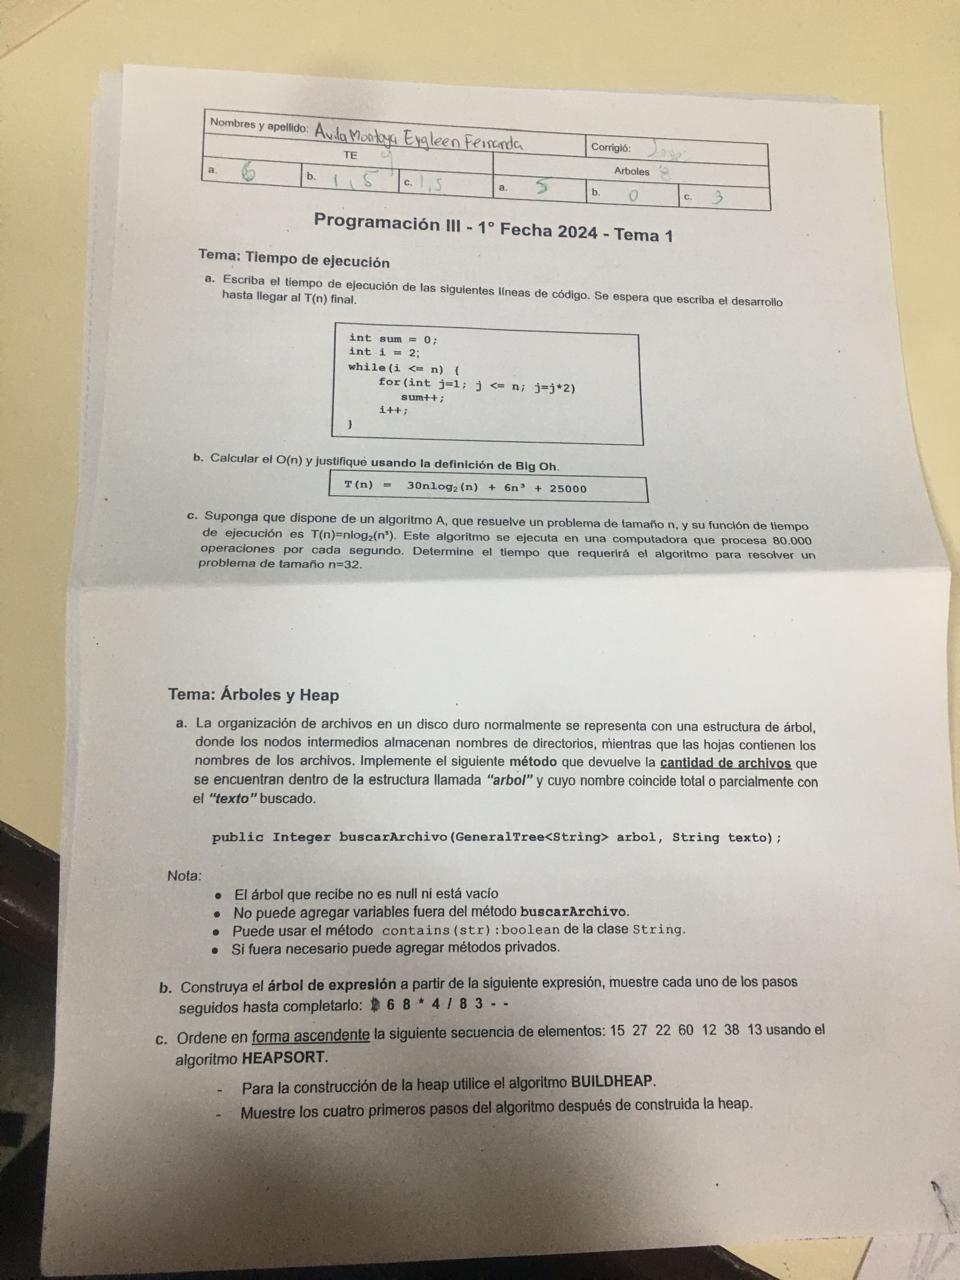 Nombres y apellido: Avila Montoya Eygleen Fernanda
Corrigió:
TE 9
Arboles 8
a. 6 b. 1,5 c. 1,5 a. 5 b. 0 c. 3
Programación III - 1° Fecha 2024 - Tema 1
Tema: Tiempo de ejecución
a. Escriba el tiempo de ejecución de las siguientes líneas de código. Se espera que escriba el desarrollo
hasta llegar al T(n) final.
int sum = 0;
int i = 2;
while(i <= n) {
for(int j=1; j <= n; j=j*2)
sum++;
i++;
}
b. Calcular el O(n) y justifique usando la definición de Big Oh.
T(n) = 30nlog₂(n) + 6n³ + 25000
c. Suponga que dispone de un algoritmo A, que resuelve un problema de tamaño n, y su función de tiempo
de ejecución es
Este algoritmo se ejecuta en una computadora que procesa 80.000
operaciones por cada segundo. Determine el tiempo que requerirá el algoritmo para resolver un
problema de tamaño n=32.
Tema: Árboles y Heap
a. La organización de archivos en un disco duro normalmente se representa con una estructura de árbol,
donde los nodos intermedios almacenan nombres de directorios, mientras que las hojas contienen los
nombres de los archivos. Implemente el siguiente método que devuelve la cantidad de archivos que
se encuentran dentro de la estructura llamada "arbol" y cuyo nombre coincide total o parcialmente con
el "texto" buscado.
public Integer buscarArchivo(GeneralTree<String> arbol, String texto);
Nota:
• El árbol que recibe no es null ni está vacío
• No puede agregar variables fuera del método buscarArchivo.
• Puede usar el método contains(str):boolean de la clase String.
• Si fuera necesario puede agregar métodos privados.
b. Construya el árbol de expresión a partir de la siguiente expresión, muestre cada uno de los pasos
seguidos hasta completarlo: 6 8 * 4 / 8 3 - -
c. Ordene en forma ascendente la siguiente secuencia de elementos: 15 27 22 60 12 38 13 usando el
algoritmo HEAPSORT.
- Para la construcción de la heap utilice el algoritmo BUILDHEAP.
- Muestre los cuatro primeros pasos del algoritmo después de construida la heap.